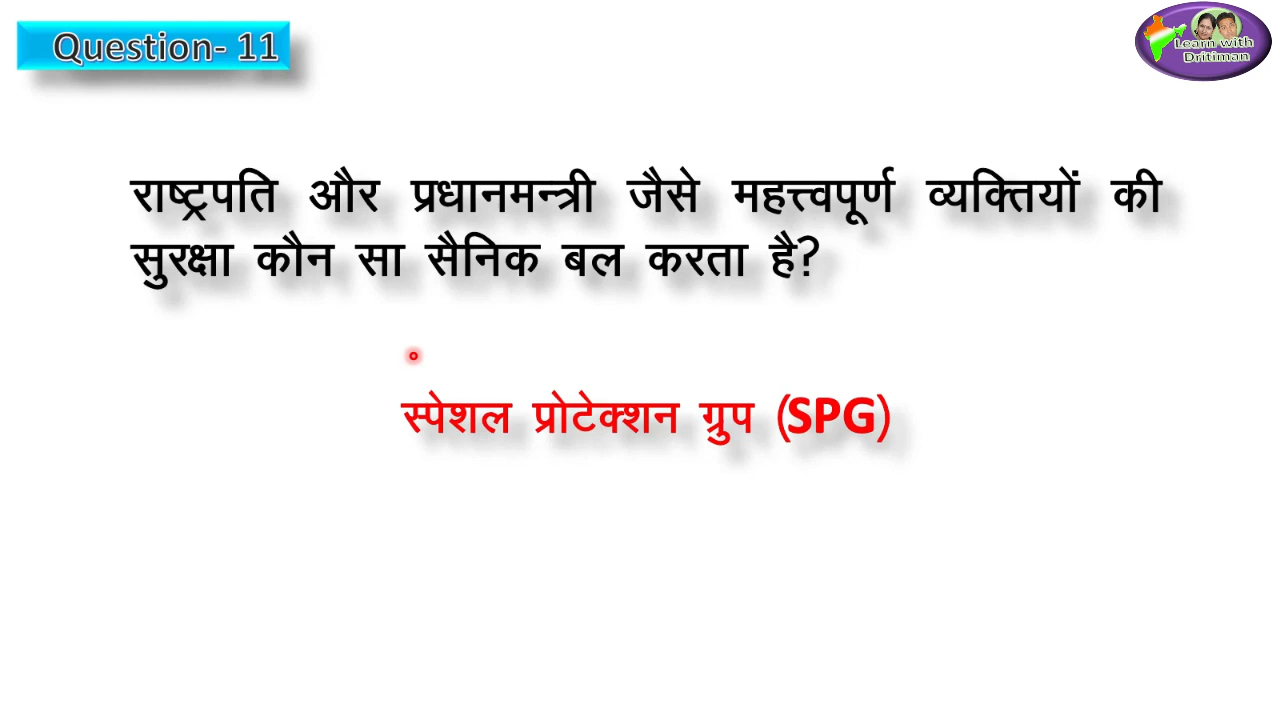 Question- 11
Learn with
Dritiman
राष्ट्रपति और प्रधानमन्त्री जैसे महत्त्वपूर्ण व्यक्तियों की
सुरक्षा कौन सा सैनिक बल करता है?
स्पेशल प्रोटेक्शन ग्रुप (SPG)